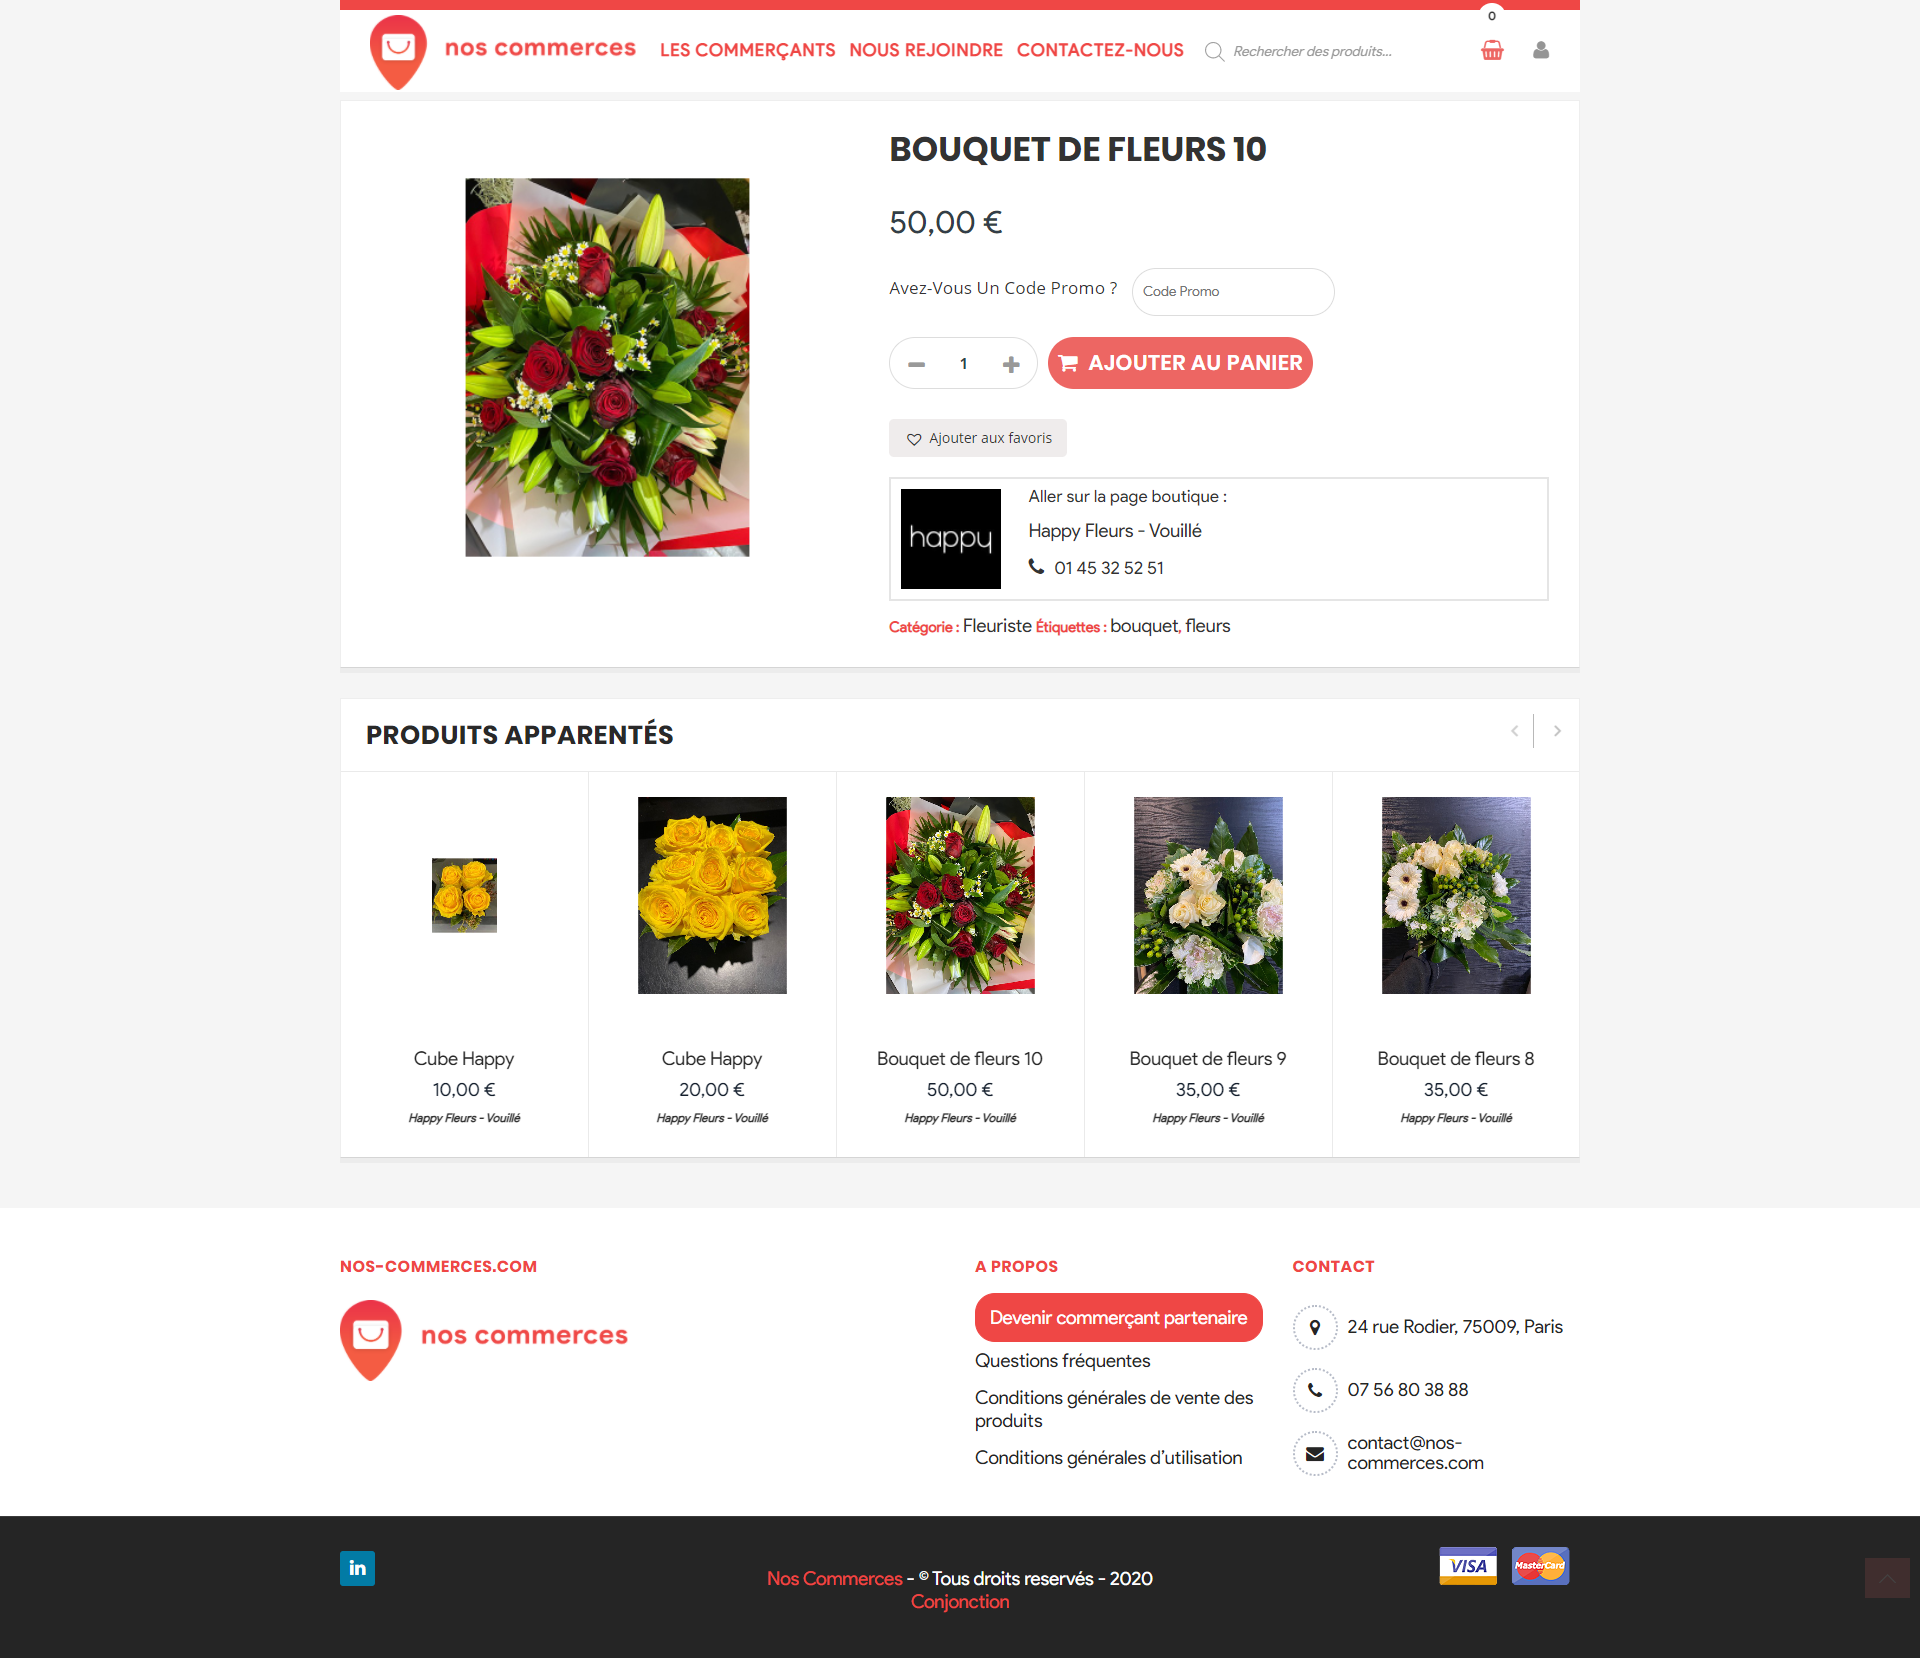 0
nos commerces LES COMMERÇANTS NOUS REJOINDRE CONTACTEZ-NOUS Rechercher des produits...
BOUQUET DE FLEURS 10
50,00 €
Avez-Vous Un Code Promo ? Code Promo
1 AJOUTER AU PANIER
Ajouter aux favoris
happy
Aller sur la page boutique :
Happy Fleurs - Vouillé
01 45 32 52 51
Catégorie : Fleuriste Étiquettes : bouquet, fleurs
PRODUITS APPARENTÉS
Cube Happy
10,00 €
Happy Fleurs - Vouillé
Cube Happy
20,00 €
Happy Fleurs - Vouillé
Bouquet de fleurs 10
50,00 €
Happy Fleurs - Vouillé
Bouquet de fleurs 9
35,00 €
Happy Fleurs - Vouillé
Bouquet de fleurs 8
35,00 €
Happy Fleurs - Vouillé
NOS-COMMERCES.COM
nos commerces
A PROPOS
Devenir commerçant partenaire
Questions fréquentes
Conditions générales de vente des
produits
Conditions générales d’utilisation
CONTACT
24 rue Rodier, 75009, Paris
07 56 80 38 88
contact@nos-
commerces.com
in
Nos Commerces - © Tous droits reservés - 2020
Conjonction
VISA MasterCard